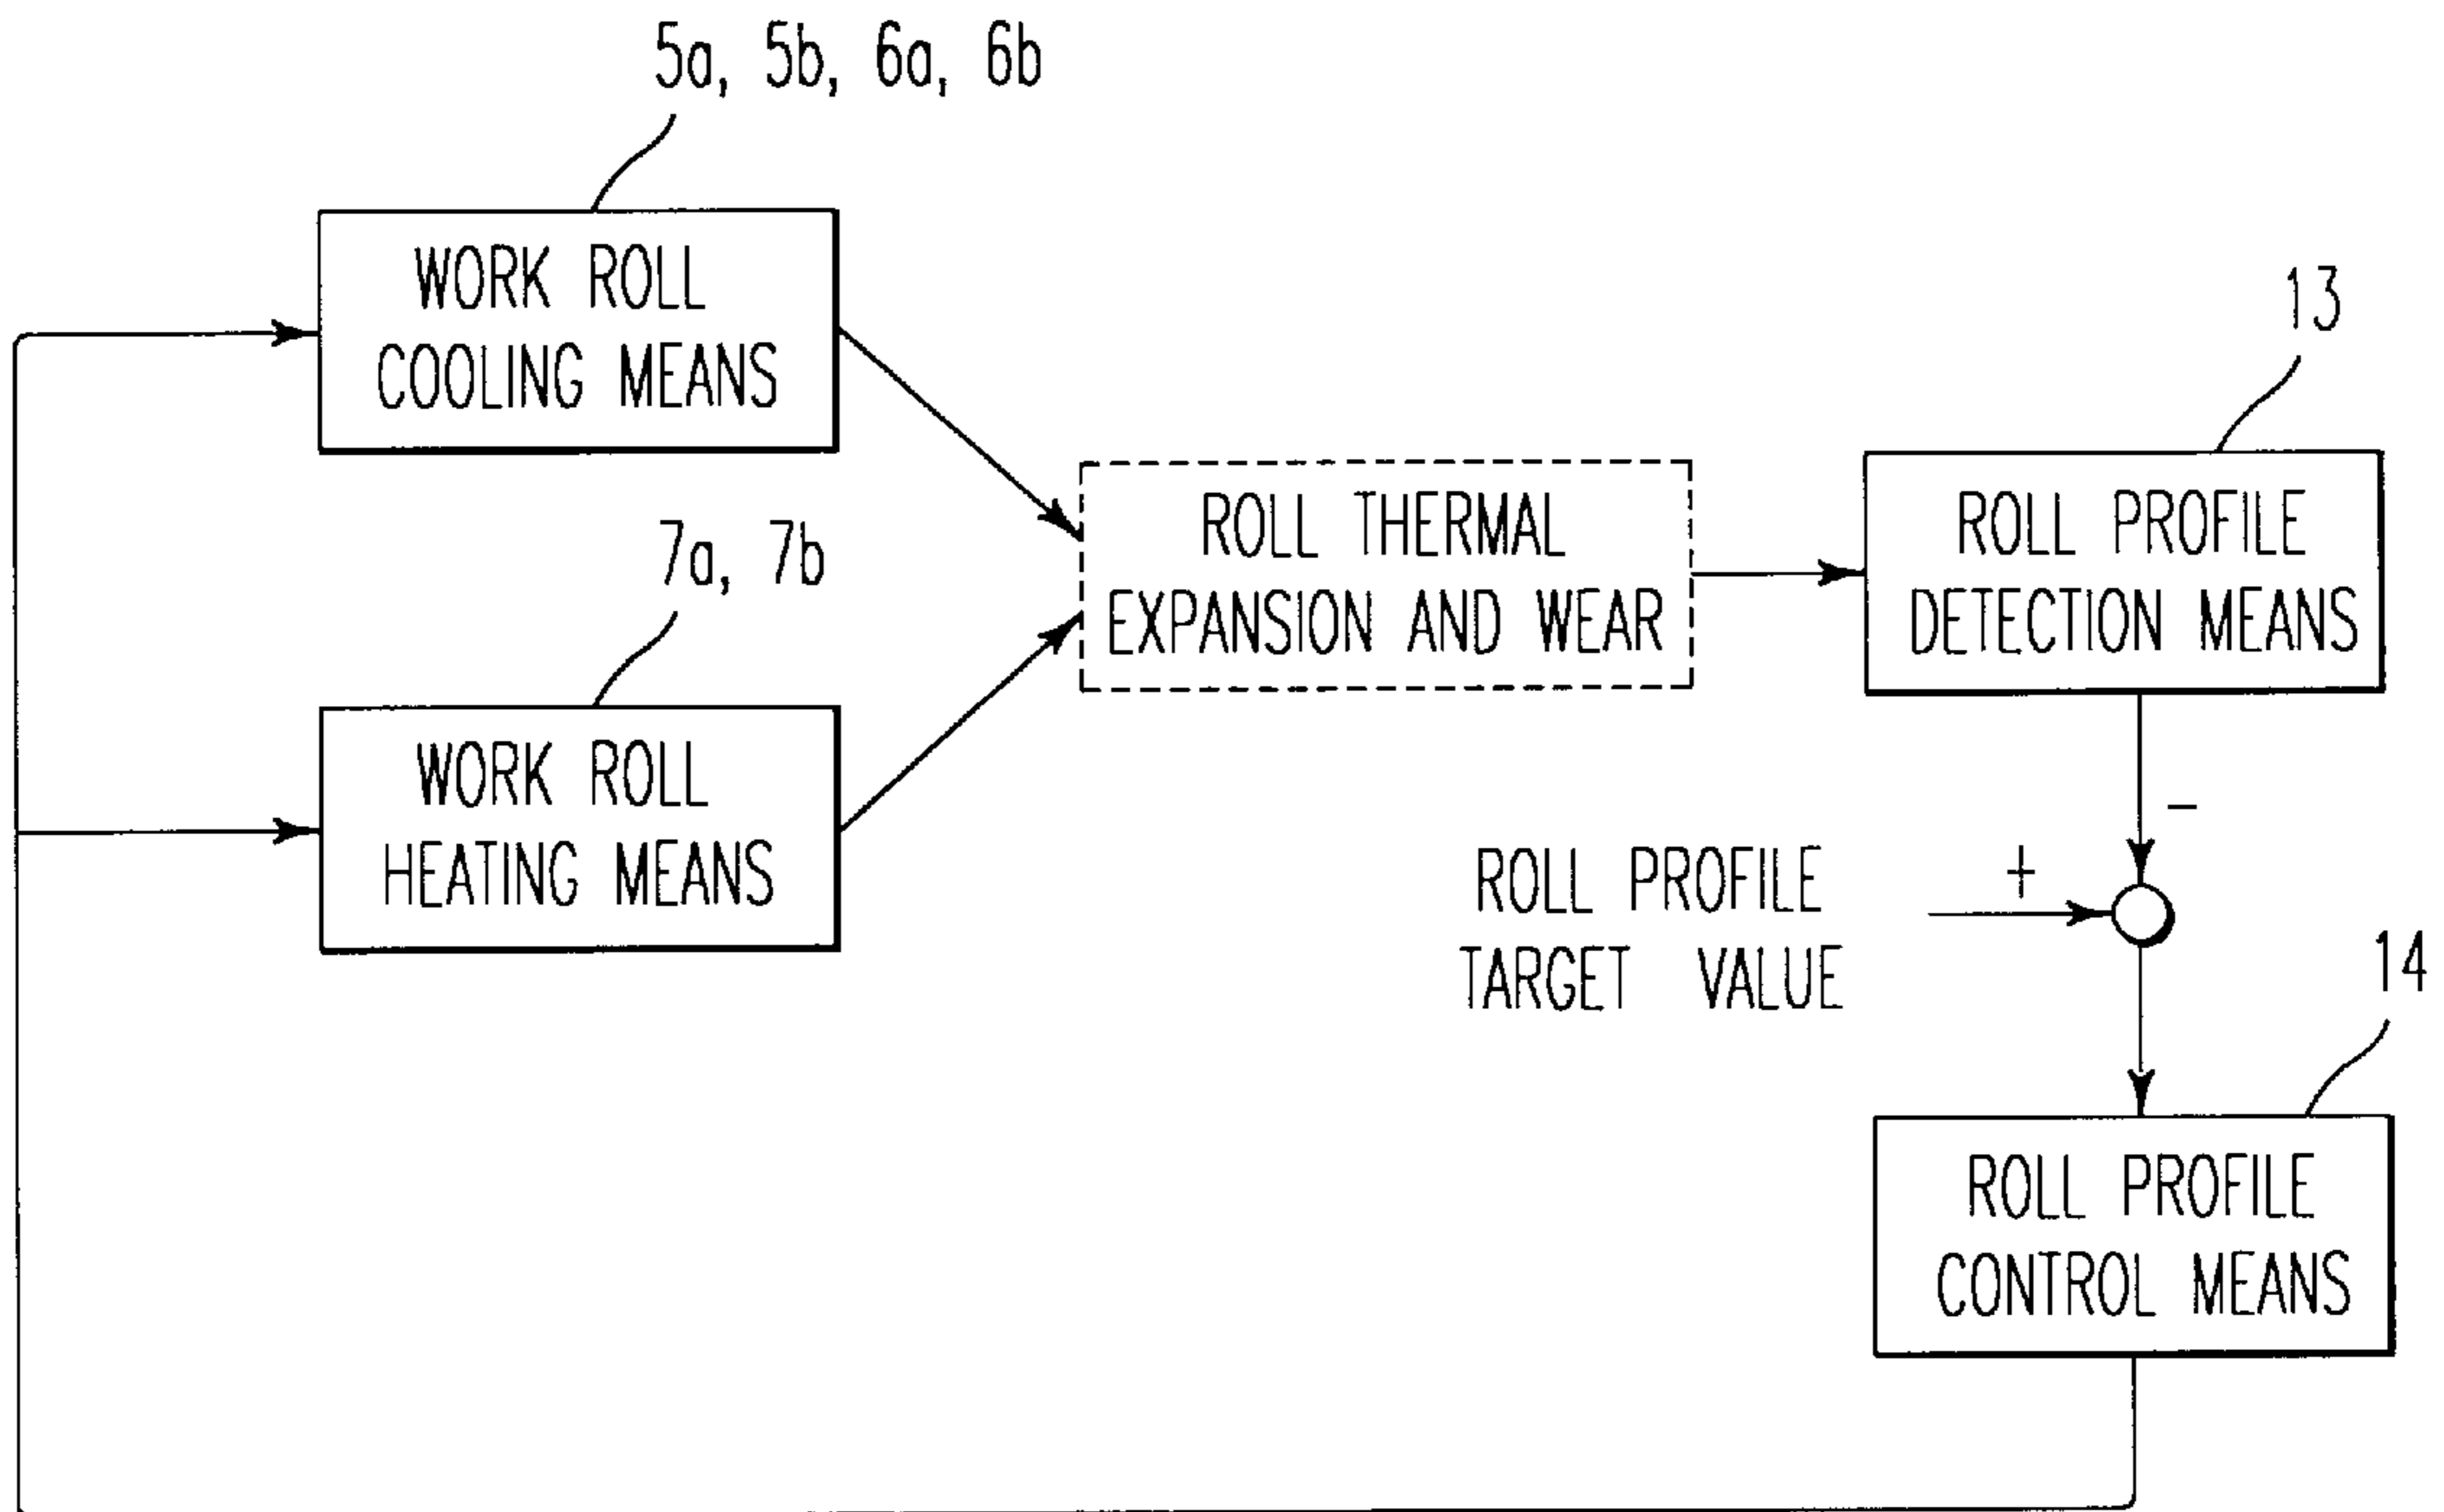 5a, 5b, 6a, 6b
WORK ROLL
COOLING MEANS
13
ROLL THERMAL
EXPANSION AND WEAR
ROLL PROFILE
DETECTION MEANS
7a, 7b
WORK ROLL
HEATING MEANS
−
+
ROLL PROFILE
TARGET VALUE
14
ROLL PROFILE
CONTROL MEANS